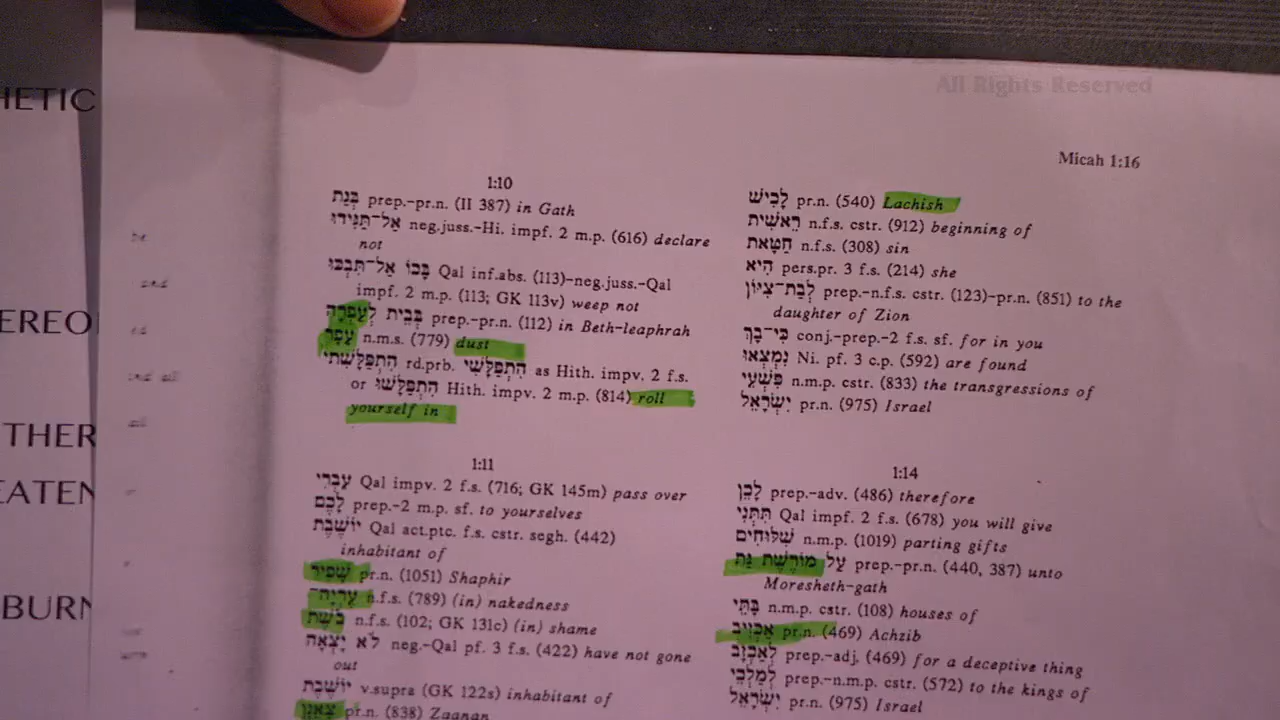 HETIC
EREO
THER
EATEN
BURN
All Rights Reserved
Micah 1:16
1:10
בְּגַת prep.-pr.n. (II 387) in Gath
אַל־תַּגִּידוּ neg.juss.-Hi. impf. 2 m.p. (616) declare
not
בָּכוֹ אַל־תִּבְכּוּ Qal inf.abs. (113)-neg.juss.-Qal
impf. 2 m.p. (113; GK 113v) weep not
בְּבֵית לְעַפְרָה prep.-pr.n. (112) in Beth-leaphrah
עָפָר n.m.s. (779) dust
הִתְפַּלָּשְׁתִּי rd.prb. הִתְפַּלָּשִׁי as Hith. impv. 2 f.s.
or הִתְפַּלָּשׁוּ Hith. impv. 2 m.p. (814) roll
yourself in
1:11
עִבְרִי Qal impv. 2 f.s. (716; GK 145m) pass over
לָכֶם prep.-2 m.p. sf. to yourselves
יוֹשֶׁבֶת Qal act.ptc. f.s. cstr. segh. (442)
inhabitant of
שָׁפִיר pr.n. (1051) Shaphir
עֶרְיָה־ n.f.s. (789) (in) nakedness
בֹשֶׁת n.f.s. (102; GK 131c) (in) shame
לֹא יָצְאָה neg.-Qal pf. 3 f.s. (422) have not gone
out
יוֹשֶׁבֶת v.supra (GK 122s) inhabitant of
צַאֲנָן pr.n. (838) Zaanan
לָכִישׁ pr.n. (540) Lachish
רֵאשִׁית n.f.s. cstr. (912) beginning of
חַטָּאת n.f.s. (308) sin
הִיא pers.pr. 3 f.s. (214) she
לְבַת־צִיּוֹן prep.-n.f.s. cstr. (123)-pr.n. (851) to the
daughter of Zion
כִּי־בָךְ conj.-prep.-2 f.s. sf. for in you
נִמְצְאוּ Ni. pf. 3 c.p. (592) are found
פִּשְׁעֵי n.m.p. cstr. (833) the transgressions of
יִשְׂרָאֵל pr.n. (975) Israel
1:14
לָכֵן prep.-adv. (486) therefore
תִּתְּנִי Qal impf. 2 f.s. (678) you will give
שִׁלּוּחִים n.m.p. (1019) parting gifts
עַל מוֹרֶשֶׁת גַּת prep.-pr.n. (440, 387) unto
Moresheth-gath
בָּתֵּי n.m.p. cstr. (108) houses of
אַכְזִיב pr.n. (469) Achzib
לְאַכְזָב prep.-adj. (469) for a deceptive thing
לְמַלְכֵי prep.-n.m.p. cstr. (572) to the kings of
יִשְׂרָאֵל pr.n. (975) Israel